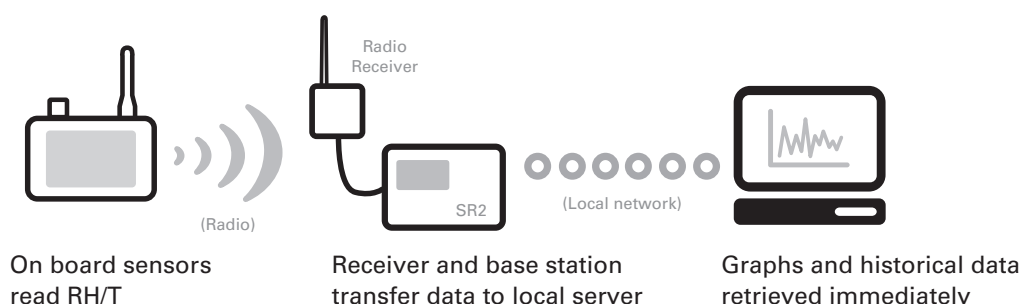 Radio
Receiver
SR2
(Radio)
(Local network)
On board sensors
read RH/T
Receiver and base station
transfer data to local server
Graphs and historical data
retrieved immediately